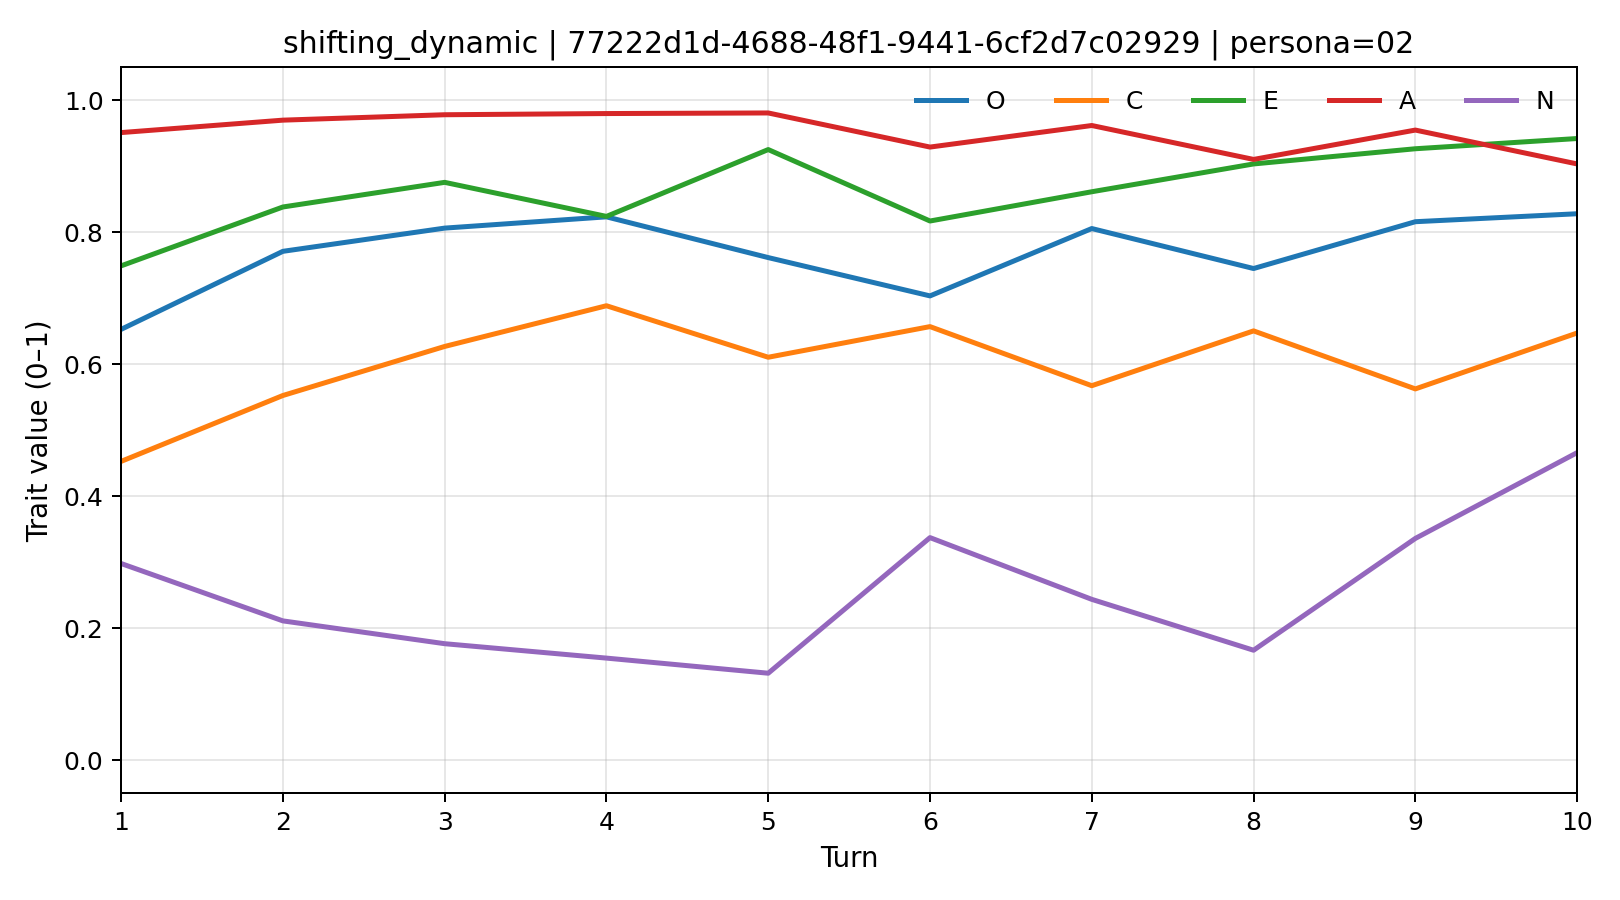 shifting_dynamic | 77222d1d-4688-48f1-9441-6cf2d7c02929 | persona=02
O C E A N
Trait value (0–1)
1.0
0.8
0.6
0.4
0.2
0.0
1 2 3 4 5 6 7 8 9 10
Turn